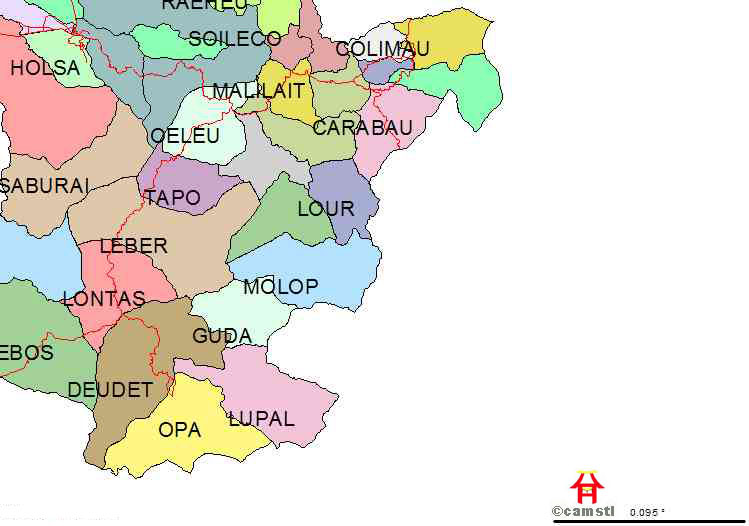 RAEHEU
SOILECO
COLIMAU
HOLSA
MALILAIT
CARABAU
OELEU
SABURAI
TAPO
LOUR
LEBER
MOLOP
LONTAS
GUDA
EBOS
DEUDET
LUPAL
OPA
©camstl 0.095 °